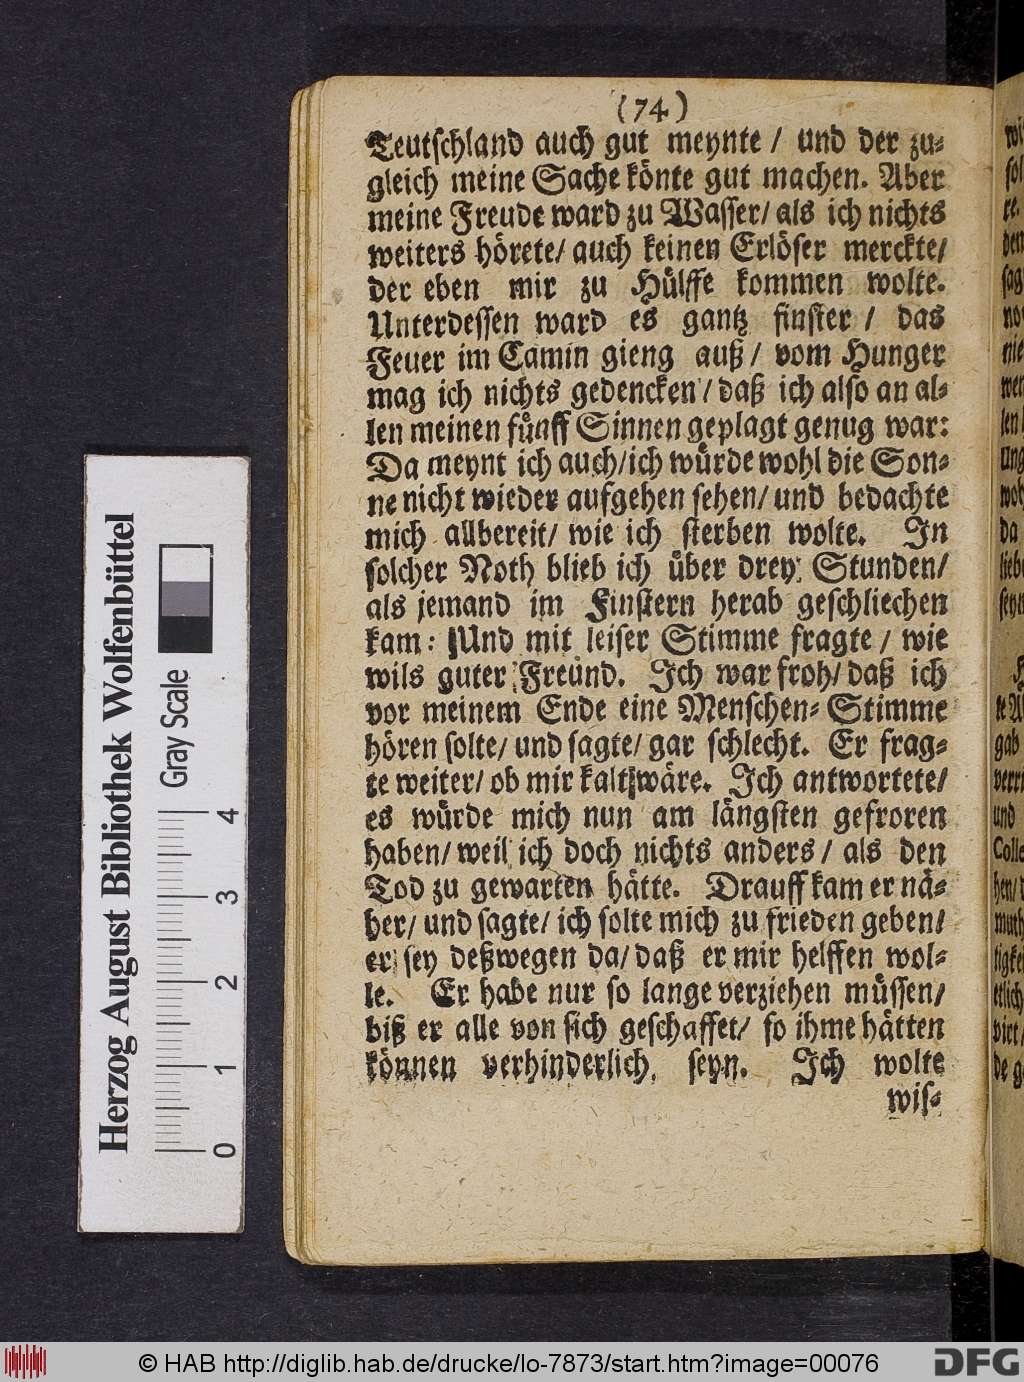 (74)
Teutschland auch gut meynte / und der zu-
gleich meine Sache könte gut machen. Aber
meine Freude ward zu Wasser/ als ich nichts
weiters hörete/ auch keinen Erlöser merckte/
der eben mir zu Hülffe kommen wolte.
Unterdessen ward es gantz finster / das
Feuer im Camin gieng auß / vom Hunger
mag ich nichts gedencken / daß ich also an al-
len meinen fünff Sinnen geplagt genug war:
Da meynt ich auch/ ich würde wohl die Son-
ne nicht wieder aufgehen sehen/ und bedachte
mich allbereit/ wie ich sterben wolte. In
solcher Noth blieb ich über drey Stunden/
als jemand im Finstern herab geschliechen
kam: Und mit leiser Stimme fragte / wie
wils guter Freund. Ich war froh/ daß ich
vor meinem Ende eine Menschen-Stimme
hören solte/ und sagte/ gar schlecht. Er frag-
te weiter/ ob mir kalt wäre. Ich antwortete/
es würde mich nun am längsten gefroren
haben/ weil ich doch nichts anders / als den
Tod zu gewarten hätte. Drauff kam er nä-
her/ und sagte/ ich solte mich zu frieden geben/
er sey deßwegen da/ daß er mir helffen wol-
le. Er habe nur so lange verziehen müssen/
biß er alle von sich geschaffet/ so ihme hätten
können verhinderlich seyn. Ich wolte
wis-
Herzog August Bibliothek Wolfenbüttel
Gray Scale
0 1 2 3 4
© HAB http://diglib.hab.de/drucke/lo-7873/start.htm?image=00076
DFG